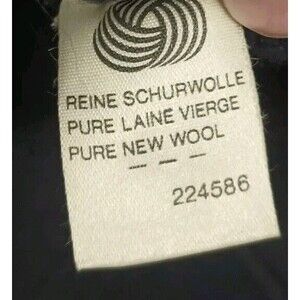 REINE SCHURWOLLE
PURE LAINE VIERGE
PURE NEW WOOL
224586